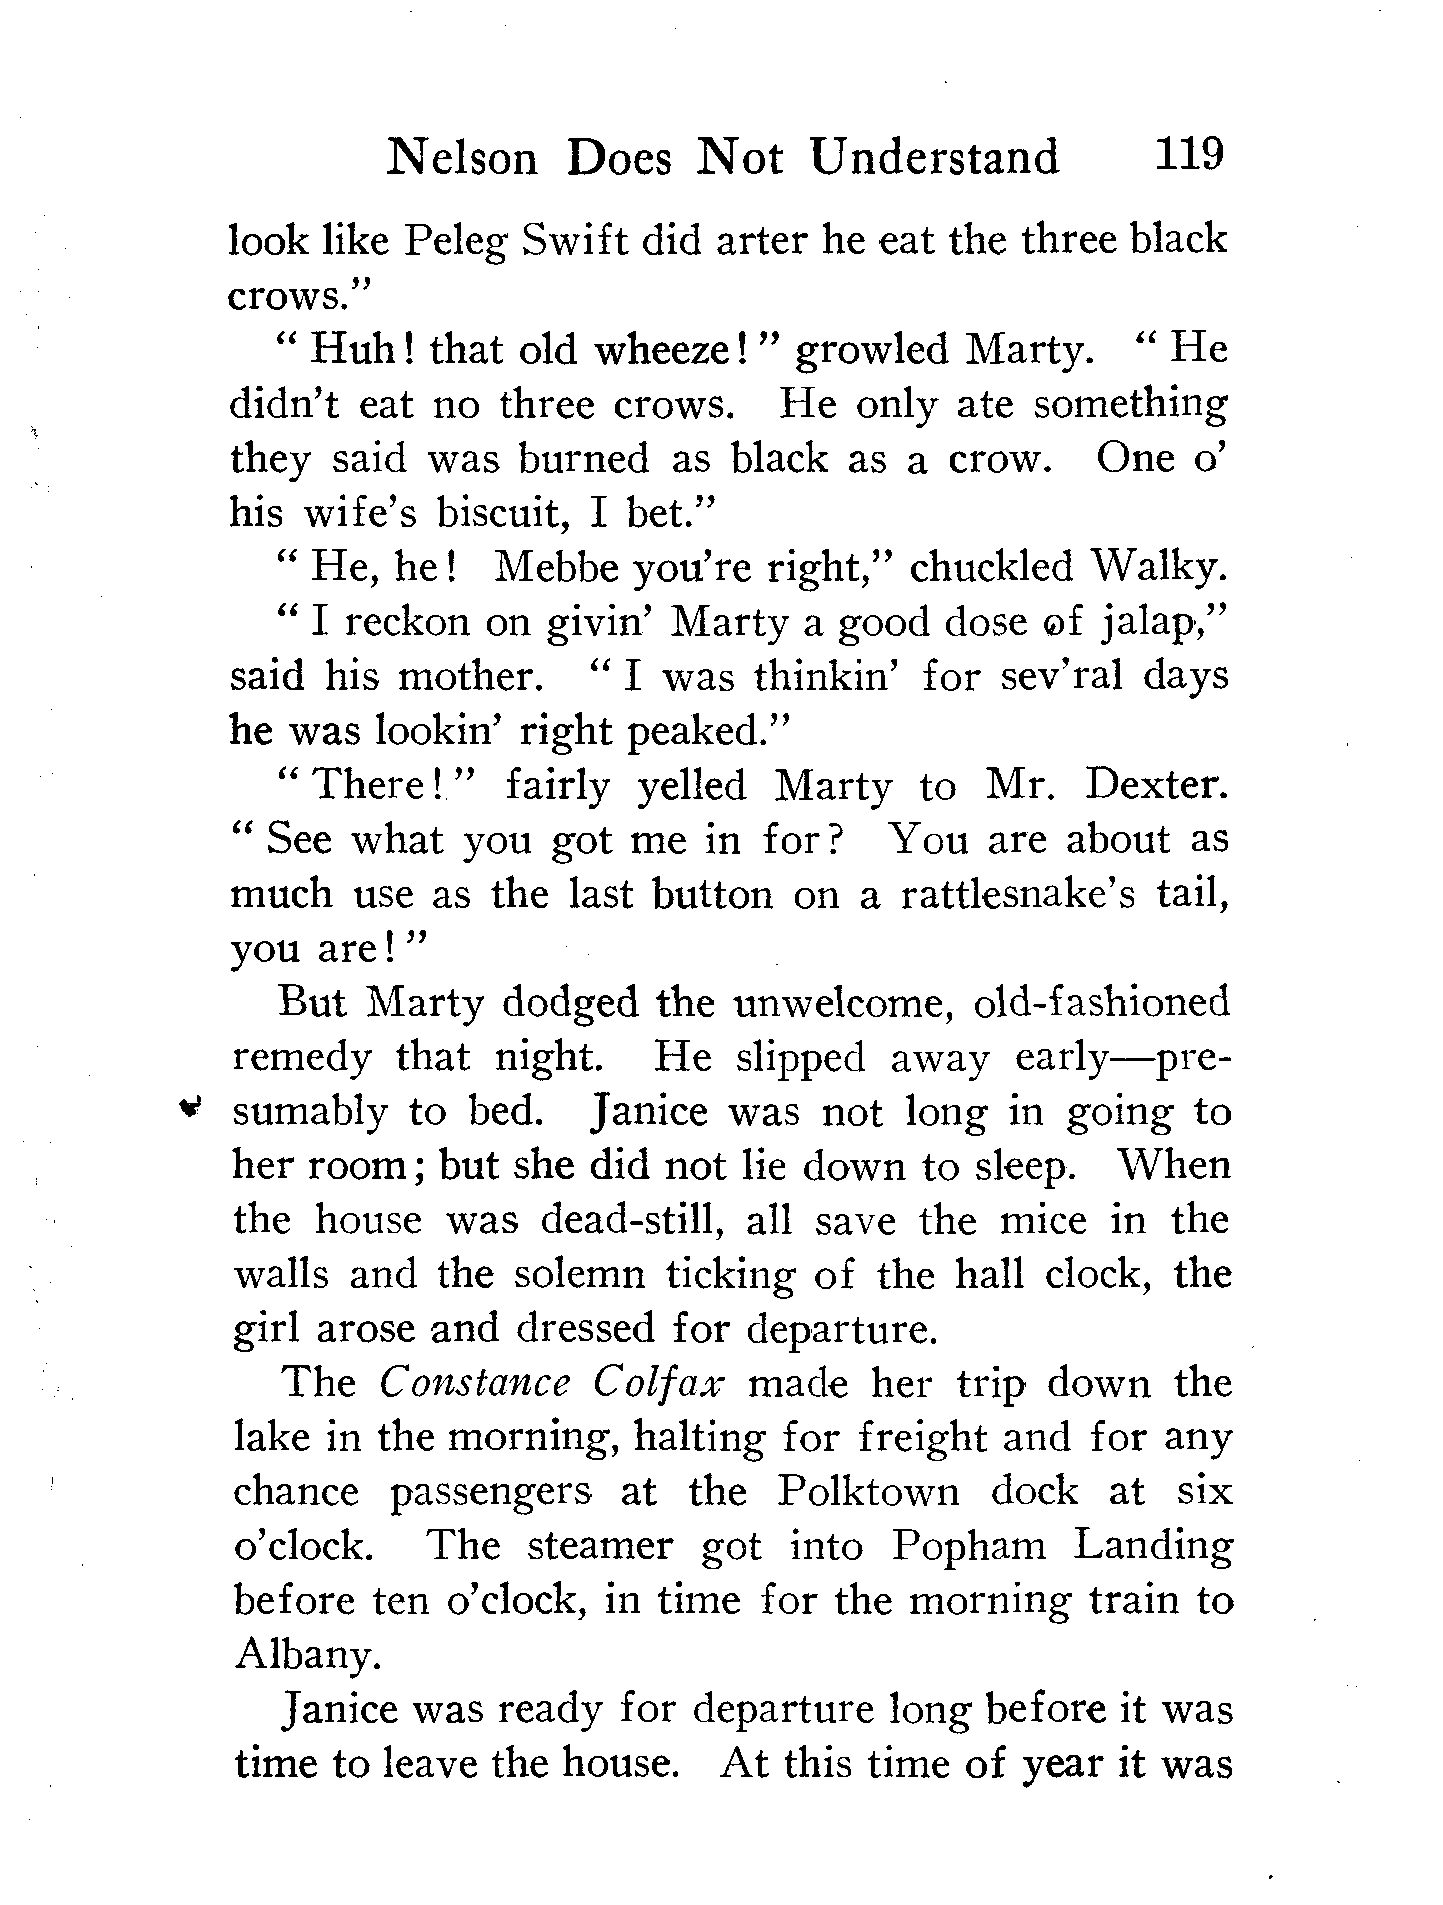 Nelson Does Not Understand 119
look like Peleg Swift did arter he eat the three black
crows.”
“ Huh! that old wheeze! ” growled Marty. “ He
didn’t eat no three crows. He only ate something
they said was burned as black as a crow. One o’
his wife’s biscuit, I bet.”
“ He, he! Mebbe you’re right,” chuckled Walky.
“ I reckon on givin’ Marty a good dose of jalap,”
said his mother. “ I was thinkin’ for sev’ral days
he was lookin’ right peaked.”
“ There! ” fairly yelled Marty to Mr. Dexter.
“ See what you got me in for? You are about as
much use as the last button on a rattlesnake’s tail,
you are! ”
But Marty dodged the unwelcome, old-fashioned
remedy that night. He slipped away early—pre-
sumably to bed. Janice was not long in going to
her room; but she did not lie down to sleep. When
the house was dead-still, all save the mice in the
walls and the solemn ticking of the hall clock, the
girl arose and dressed for departure.
The Constance Colfax made her trip down the
lake in the morning, halting for freight and for any
chance passengers at the Polktown dock at six
o’clock. The steamer got into Popham Landing
before ten o’clock, in time for the morning train to
Albany.
Janice was ready for departure long before it was
time to leave the house. At this time of year it was